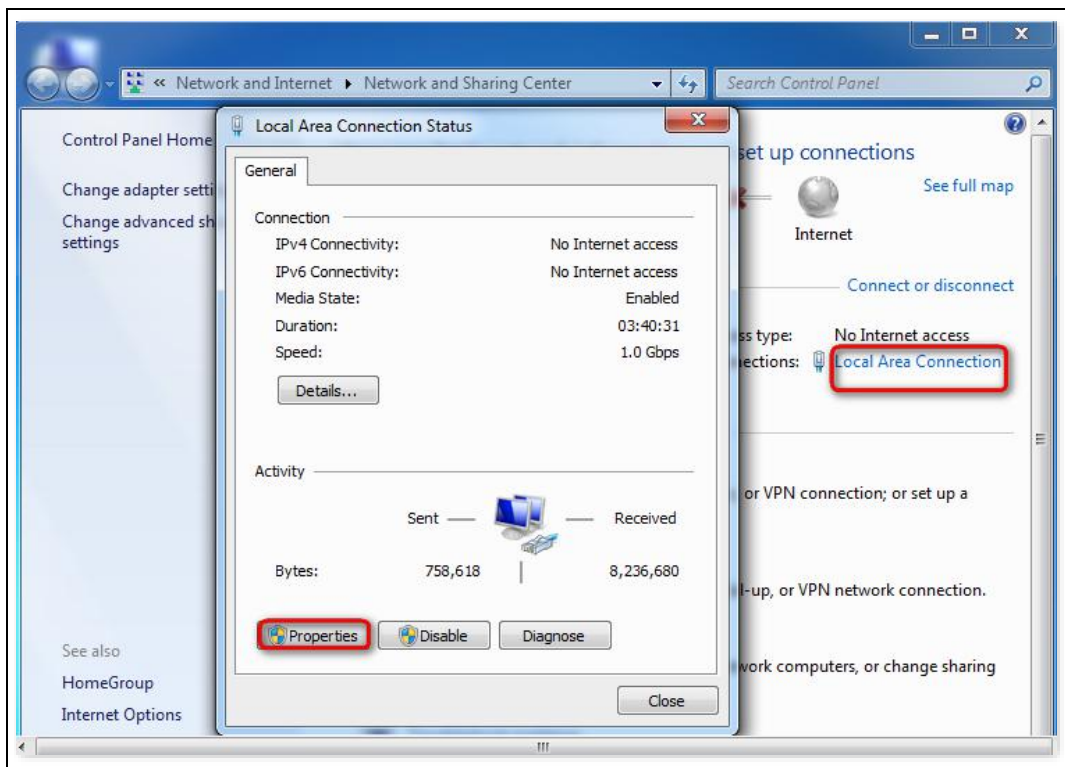 « Network and Internet ▸ Network and Sharing Center
Search Control Panel
Control Panel Home
Change adapter setti
Change advanced sh
settings
See also
HomeGroup
Internet Options
Local Area Connection Status
General
Connection
IPv4 Connectivity: No Internet access
IPv6 Connectivity: No Internet access
Media State: Enabled
Duration: 03:40:31
Speed: 1.0 Gbps
Details...
Activity
Sent Received
Bytes: 758,618 8,236,680
Properties Disable Diagnose
Close
set up connections
See full map
Internet
Connect or disconnect
ss type: No Internet access
ections: Local Area Connection
or VPN connection; or set up a
l-up, or VPN network connection.
work computers, or change sharing